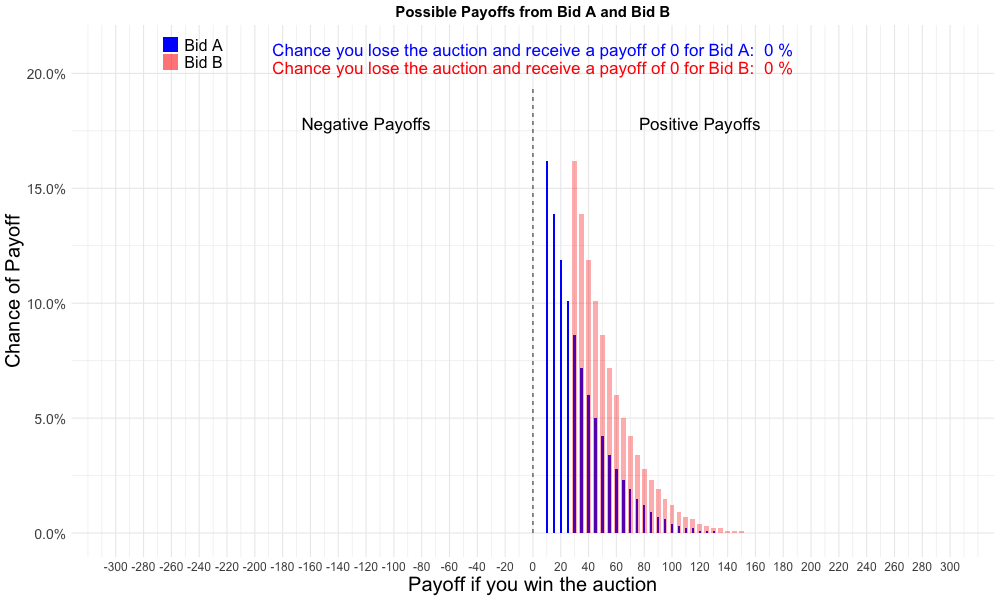 Possible Payoffs from Bid A and Bid B
Bid A
Bid B
Chance you lose the auction and receive a payoff of 0 for Bid A:  0 %
Chance you lose the auction and receive a payoff of 0 for Bid B:  0 %
Negative Payoffs
Positive Payoffs
Chance of Payoff
20.0%
15.0%
10.0%
5.0%
0.0%
-300 -280 -260 -240 -220 -200 -180 -160 -140 -120 -100 -80 -60 -40 -20 0 20 40 60 80 100 120 140 160 180 200 220 240 260 280 300
Payoff if you win the auction